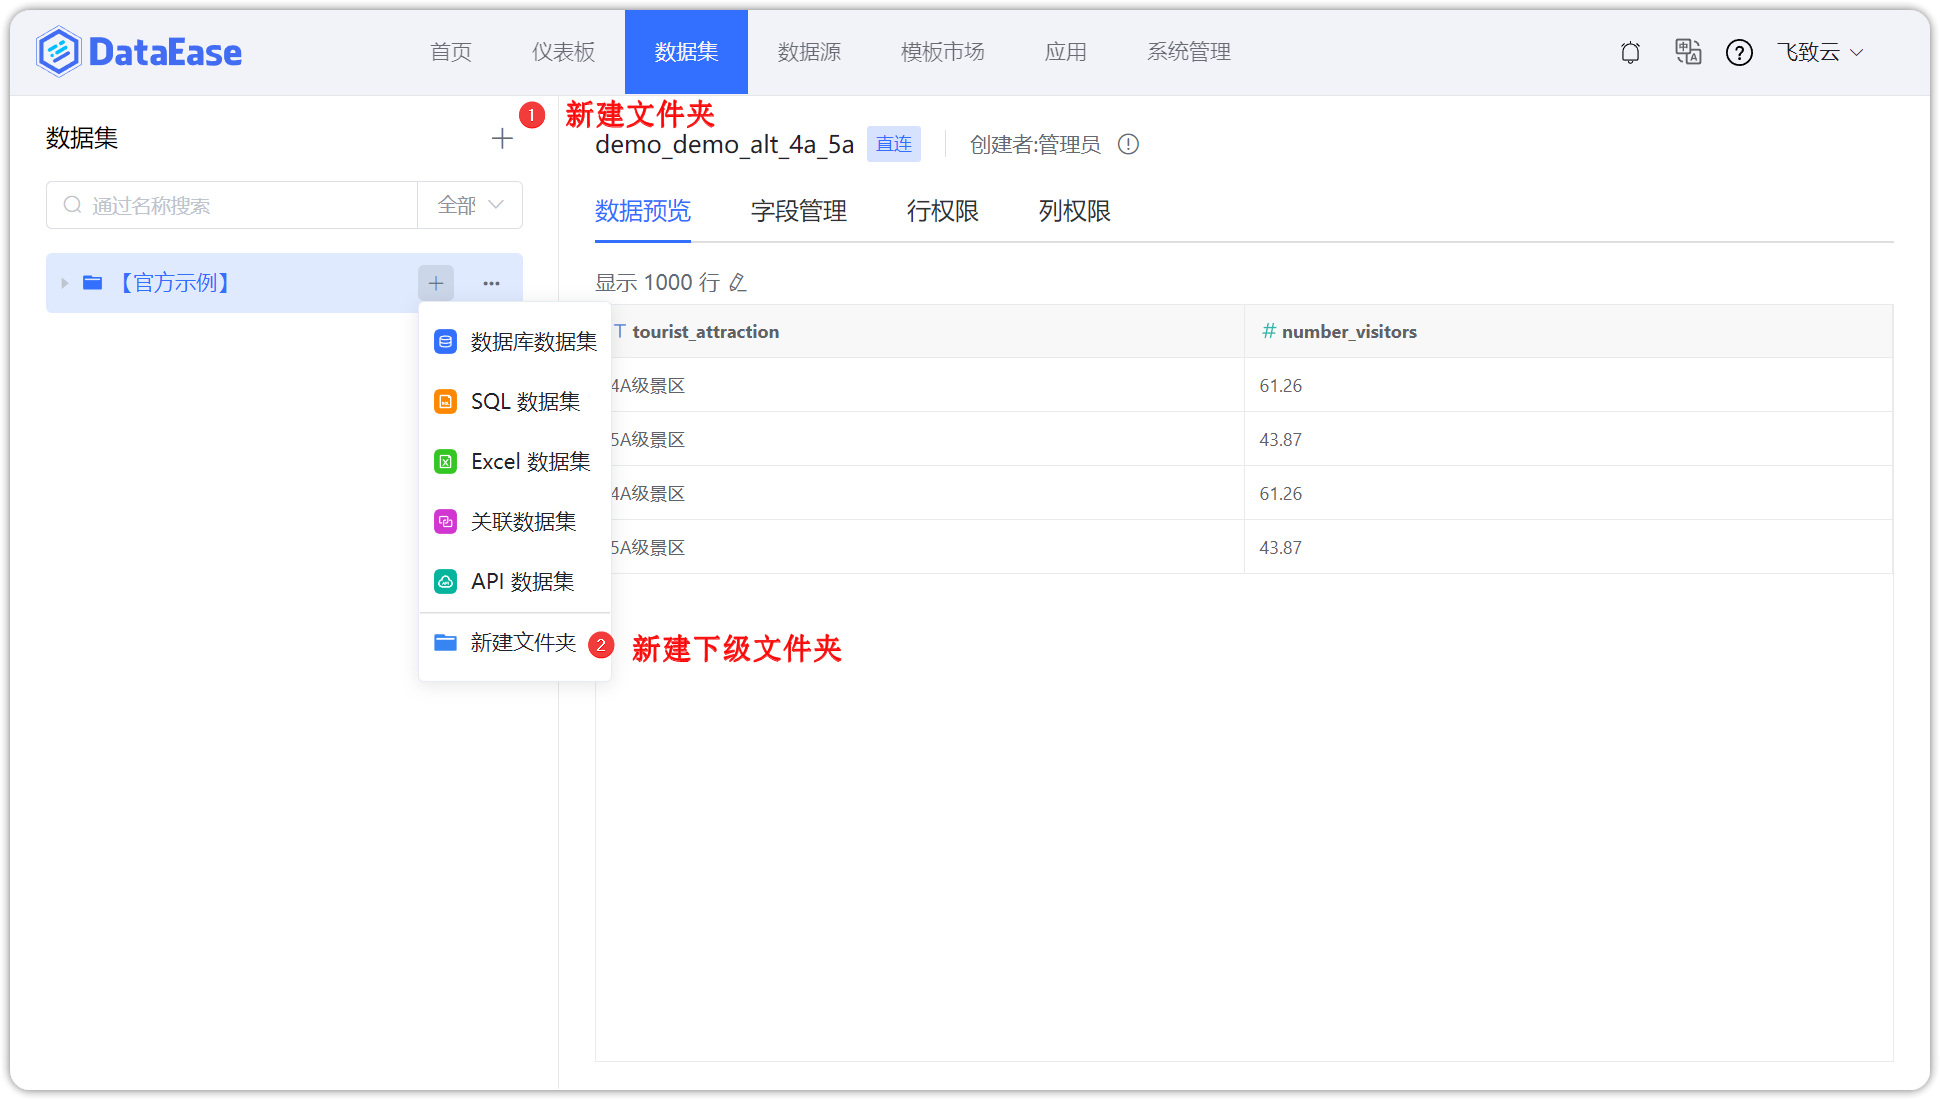 DataEase
首页
仪表板
数据集
数据源
模板市场
应用
系统管理
飞致云
数据集
1
新建文件夹
demo_demo_alt_4a_5a
直连
创建者:管理员
通过名称搜索
全部
数据预览
字段管理
行权限
列权限
【官方示例】
显示 1000 行
数据库数据集
SQL 数据集
Excel 数据集
关联数据集
API 数据集
新建文件夹
2
新建下级文件夹
T tourist_attraction
# number_visitors
4A级景区
61.26
5A级景区
43.87
4A级景区
61.26
5A级景区
43.87